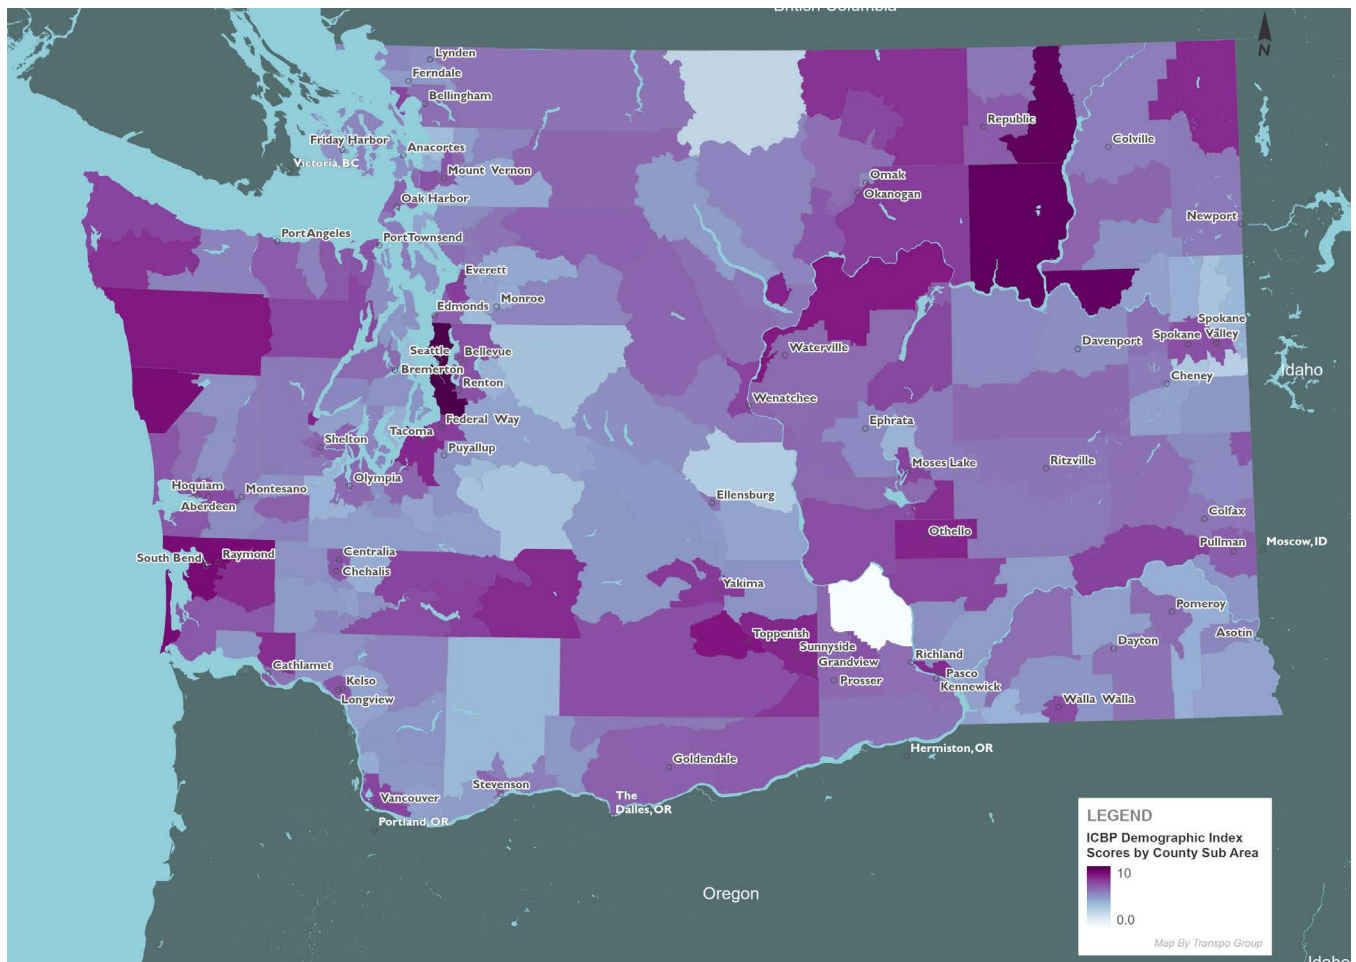 British Columbia
N
Lynden
Ferndale
Bellingham
Republic
Friday Harbor
Colville
Anacortes
Victoria, BC
Mount Vernon
Omak
Okanogan
Oak Harbor
Newport
Port Angeles
Port Townsend
Everett
Monroe
Edmonds
Spokane
Spokane Valley
Seattle
Bellevue
Waterville
Davenport
Bremerton
Idaho
Renton
Cheney
Wenatchee
Federal Way
Tacoma
Ephrata
Shelton
Puyallup
Moses Lake
Ritzville
Olympia
Hoquiam
Montesano
Ellensburg
Aberdeen
Colfax
Othello
Pullman
Moscow, ID
South Bend
Raymond
Centralia
Chehalis
Yakima
Pomeroy
Toppenish
Asotin
Sunnyside
Dayton
Grandview
Richland
Cathlamet
Pasco
Kelso
Prosser
Kennewick
Longview
Walla Walla
Hermiston, OR
Goldendale
Stevenson
Vancouver
The
Dalles, OR
Portland, OR
LEGEND
ICBP Demographic Index
Scores by County Sub Area
10
0.0
Oregon
Map By Transpo Group
Idaho